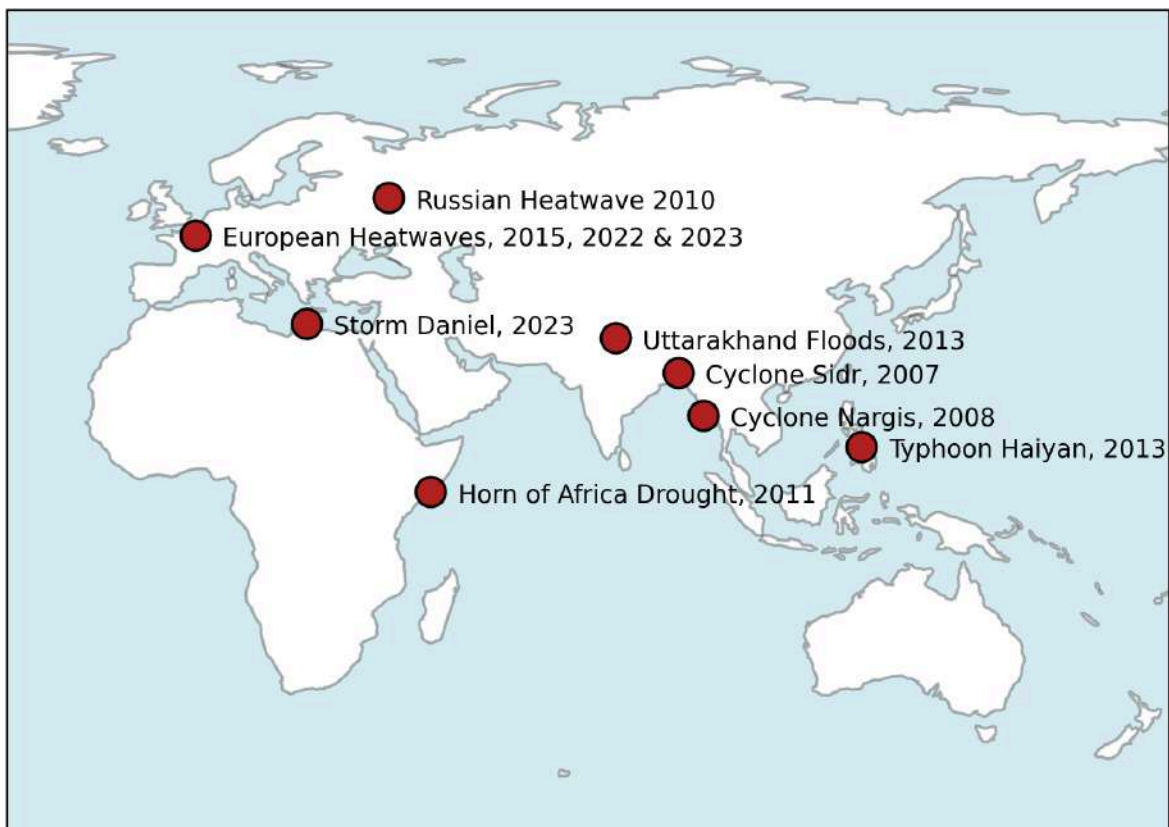 Russian Heatwave 2010
European Heatwaves, 2015, 2022 & 2023
Storm Daniel, 2023
Uttarakhand Floods, 2013
Cyclone Sidr, 2007
Cyclone Nargis, 2008
Typhoon Haiyan, 2013
Horn of Africa Drought, 2011